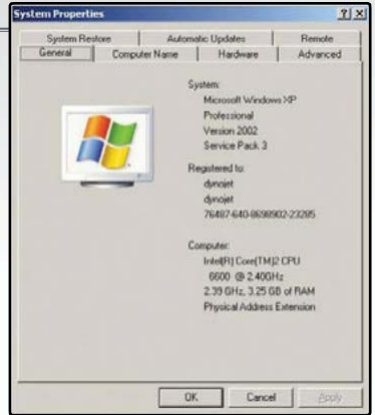 System Properties
System Restore Automatic Updates Remote
General Computer Name Hardware Advanced
System:
Microsoft Windows XP
Professional
Version 2002
Service Pack 3
Registered to:
dynojet
dynojet
76487-640-8698902-23285
Computer:
Intel(R) Core(TM)2 CPU
6600 @ 2.40GHz
2.39 GHz, 3.25 GB of RAM
Physical Address Extension
OK Cancel Apply